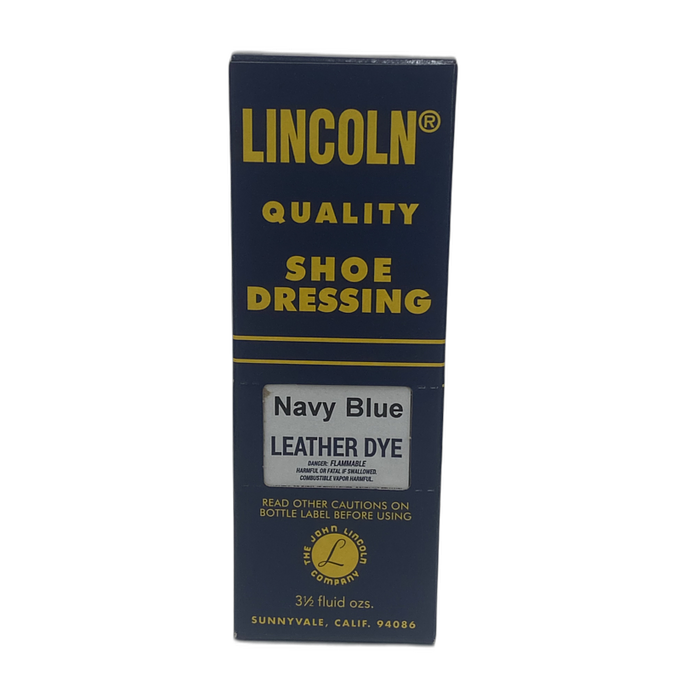 LINCOLN®
QUALITY
SHOE
DRESSING
Navy Blue
LEATHER DYE
DANGER: FLAMMABLE
HARMFUL OR FATAL IF SWALLOWED.
COMBUSTIBLE VAPOR HARMFUL.
READ OTHER CAUTIONS ON
BOTTLE LABEL BEFORE USING
THE JOHN LINCOLN
COMPANY
L
3½ fluid ozs.
SUNNYVALE, CALIF. 94086